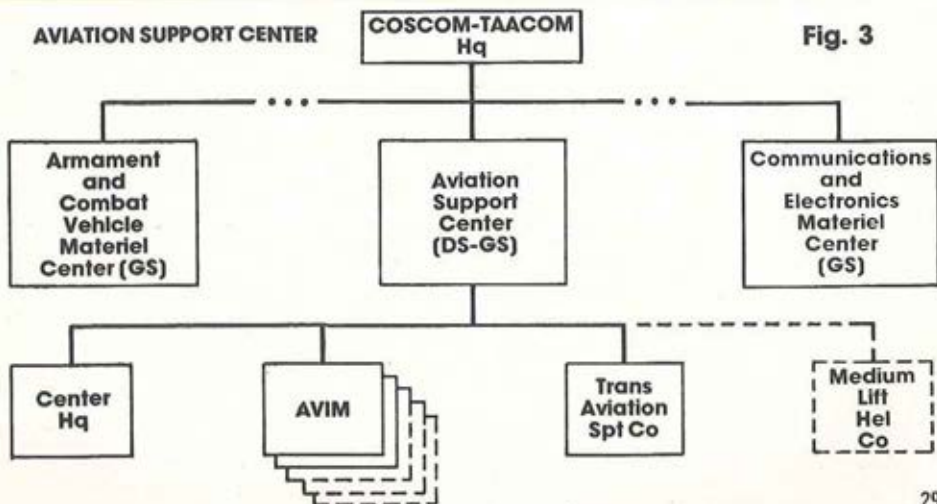 AVIATION SUPPORT CENTER
COSCOM-TAACOM
Hq
Fig. 3
Armament
and
Combat
Vehicle
Materiel
Center (GS)
Aviation
Support
Center
(DS-GS)
Communications
and
Electronics
Materiel
Center
(GS)
Center
Hq
AVIM
Trans
Aviation
Spt Co
Medium
Lift
Hel
Co
29